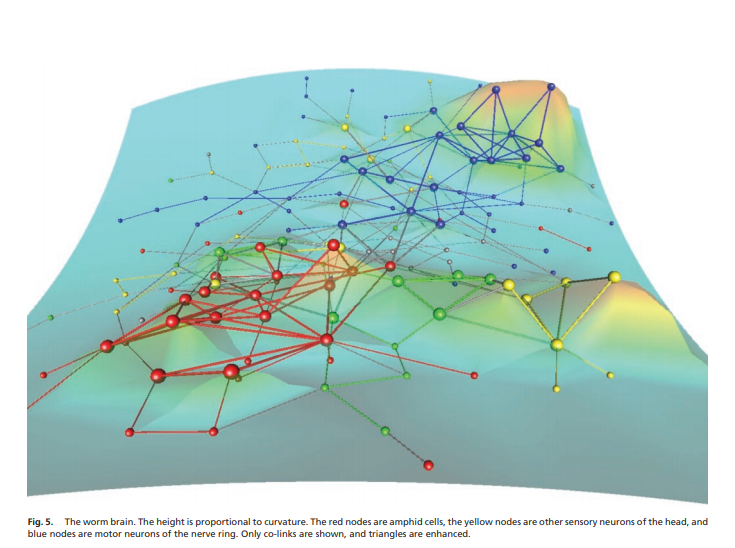 Fig. 5. The worm brain. The height is proportional to curvature. The red nodes are amphid cells, the yellow nodes are other sensory neurons of the head, and
blue nodes are motor neurons of the nerve ring. Only co-links are shown, and triangles are enhanced.